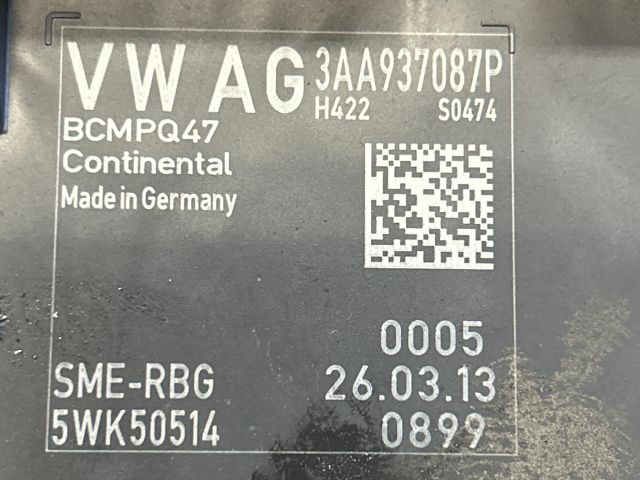 VW AG 3AA937087P
H422 S0474
BCMPQ47
Continental
Made in Germany
0005
SME-RBG 26.03.13
5WK50514 0899